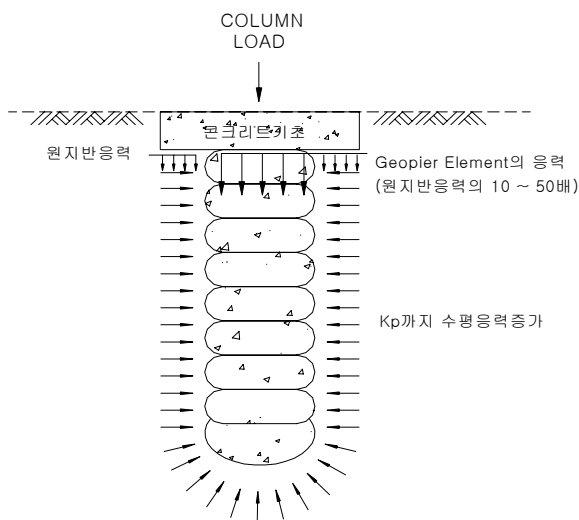 COLUMN
LOAD
콘크리트기초
원지반응력
Geopier Element의 응력
(원지반응력의 10 ~ 50배)
Kp까지 수평응력증가